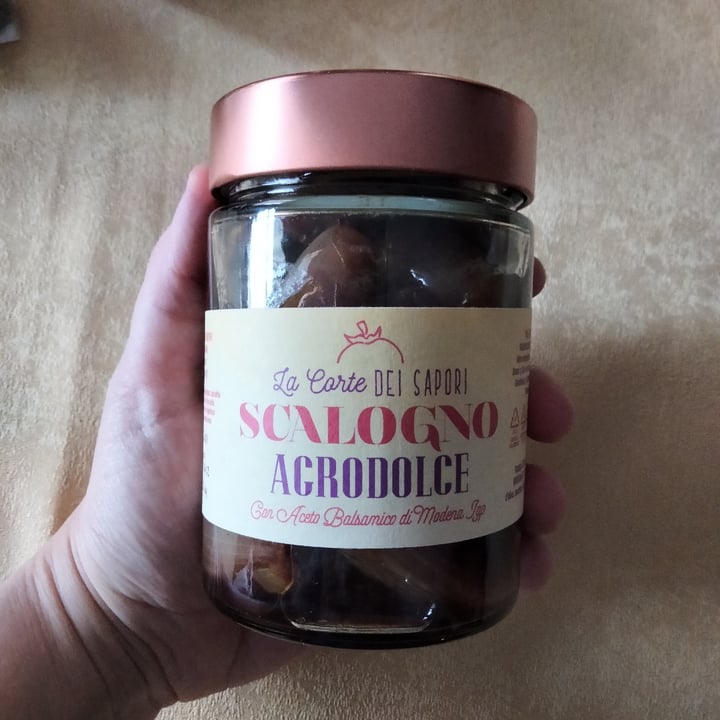 La Corte DEI SAPORI
SCALOGNO
AGRODOLCE
Con Aceto Balsamico di Modena Igp